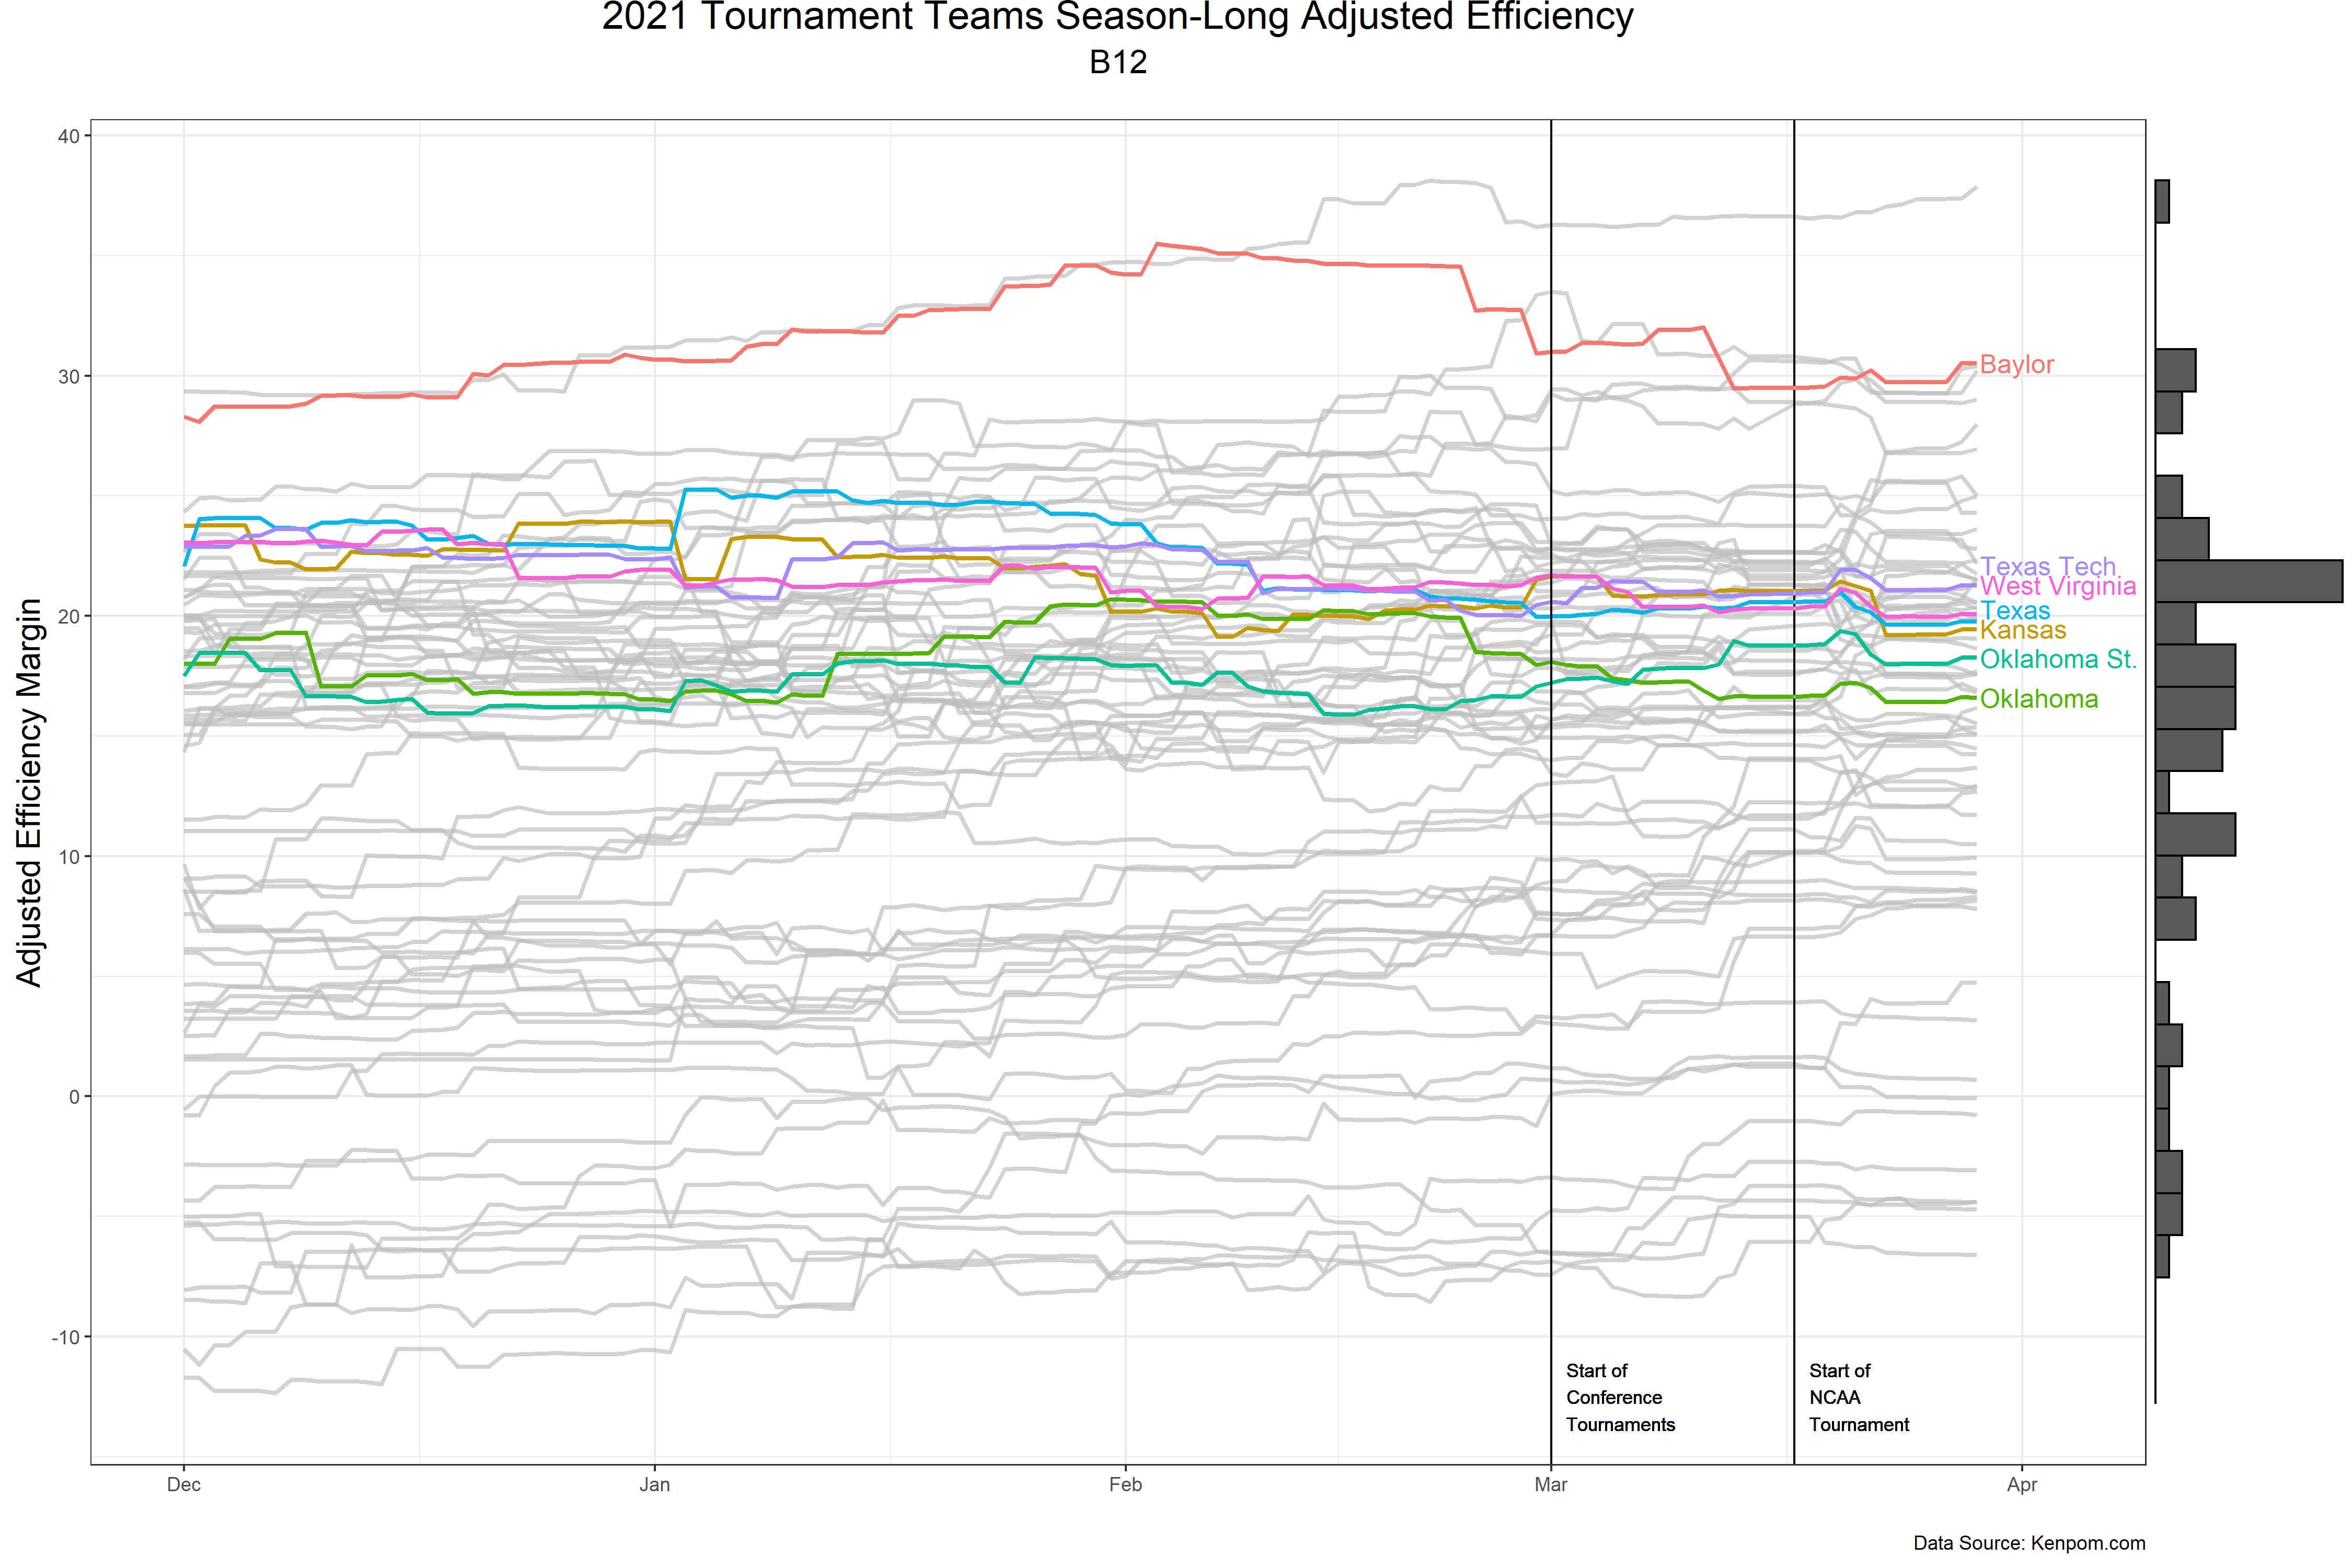 2021 Tournament Teams Season-Long Adjusted Efficiency
B12
Adjusted Efficiency Margin
40
30
20
10
0
-10
Baylor
Texas Tech
West Virginia
Texas
Kansas
Oklahoma St.
Oklahoma
Start of
Conference
Tournaments
Start of
NCAA
Tournament
Dec
Jan
Feb
Mar
Apr
Data Source: Kenpom.com